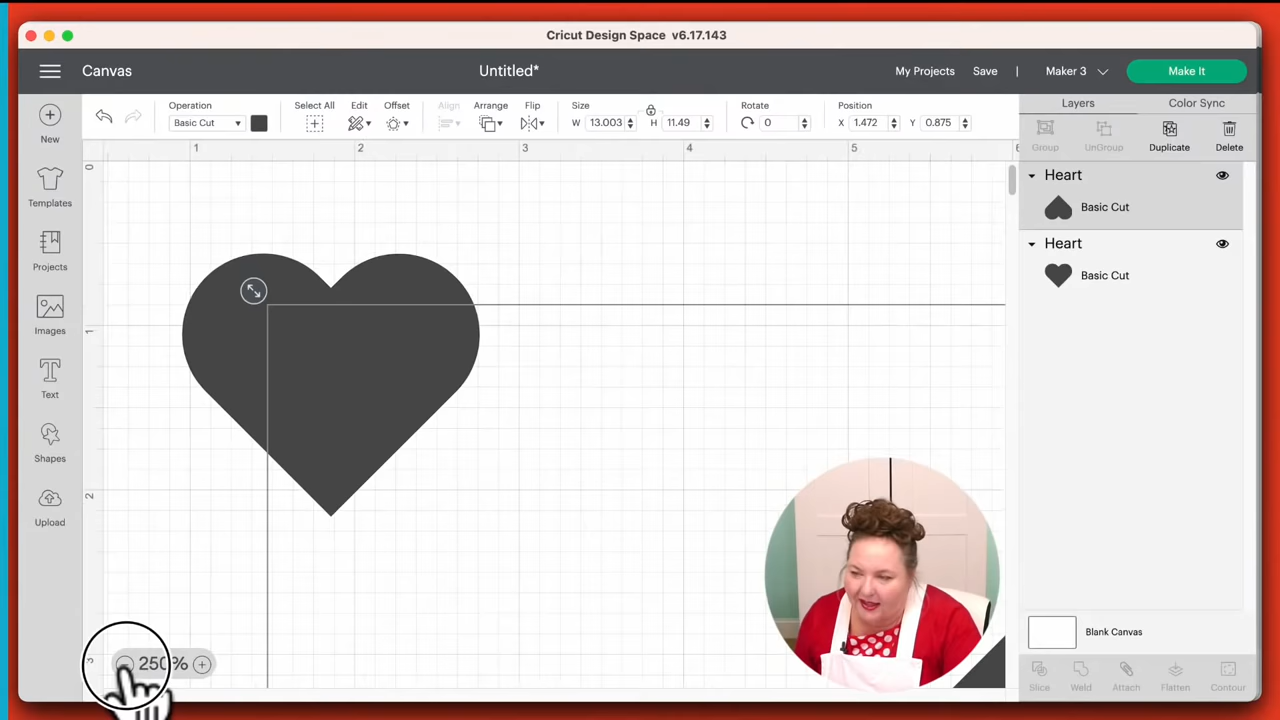 Cricut Design Space v6.17.143
Canvas
Untitled*
My Projects
Save
|
Maker 3
Make It
New
Templates
Projects
Images
Text
Shapes
Upload
Operation
Basic Cut
Select All
Edit
Offset
Align
Arrange
Flip
Size
W 13.003
H 11.49
Rotate
0
Position
X 1.472
Y 0.875
1 2 3 4 5
0
1
2
3
250%
Layers
Color Sync
Group
UnGroup
Duplicate
Delete
Heart
Basic Cut
Heart
Basic Cut
Blank Canvas
Slice
Weld
Attach
Flatten
Contour